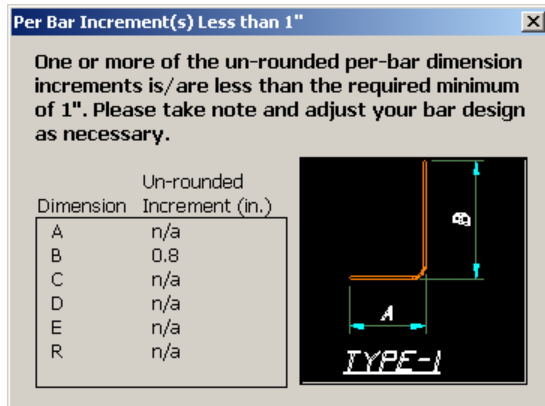 Per Bar Increment(s) Less than 1"
One or more of the un-rounded per-bar dimension
increments is/are less than the required minimum
of 1". Please take note and adjust your bar design
as necessary.
Un-rounded
Dimension Increment (in.)
A n/a
B 0.8
C n/a
D n/a
E n/a
R n/a
B
A
TYPE-1